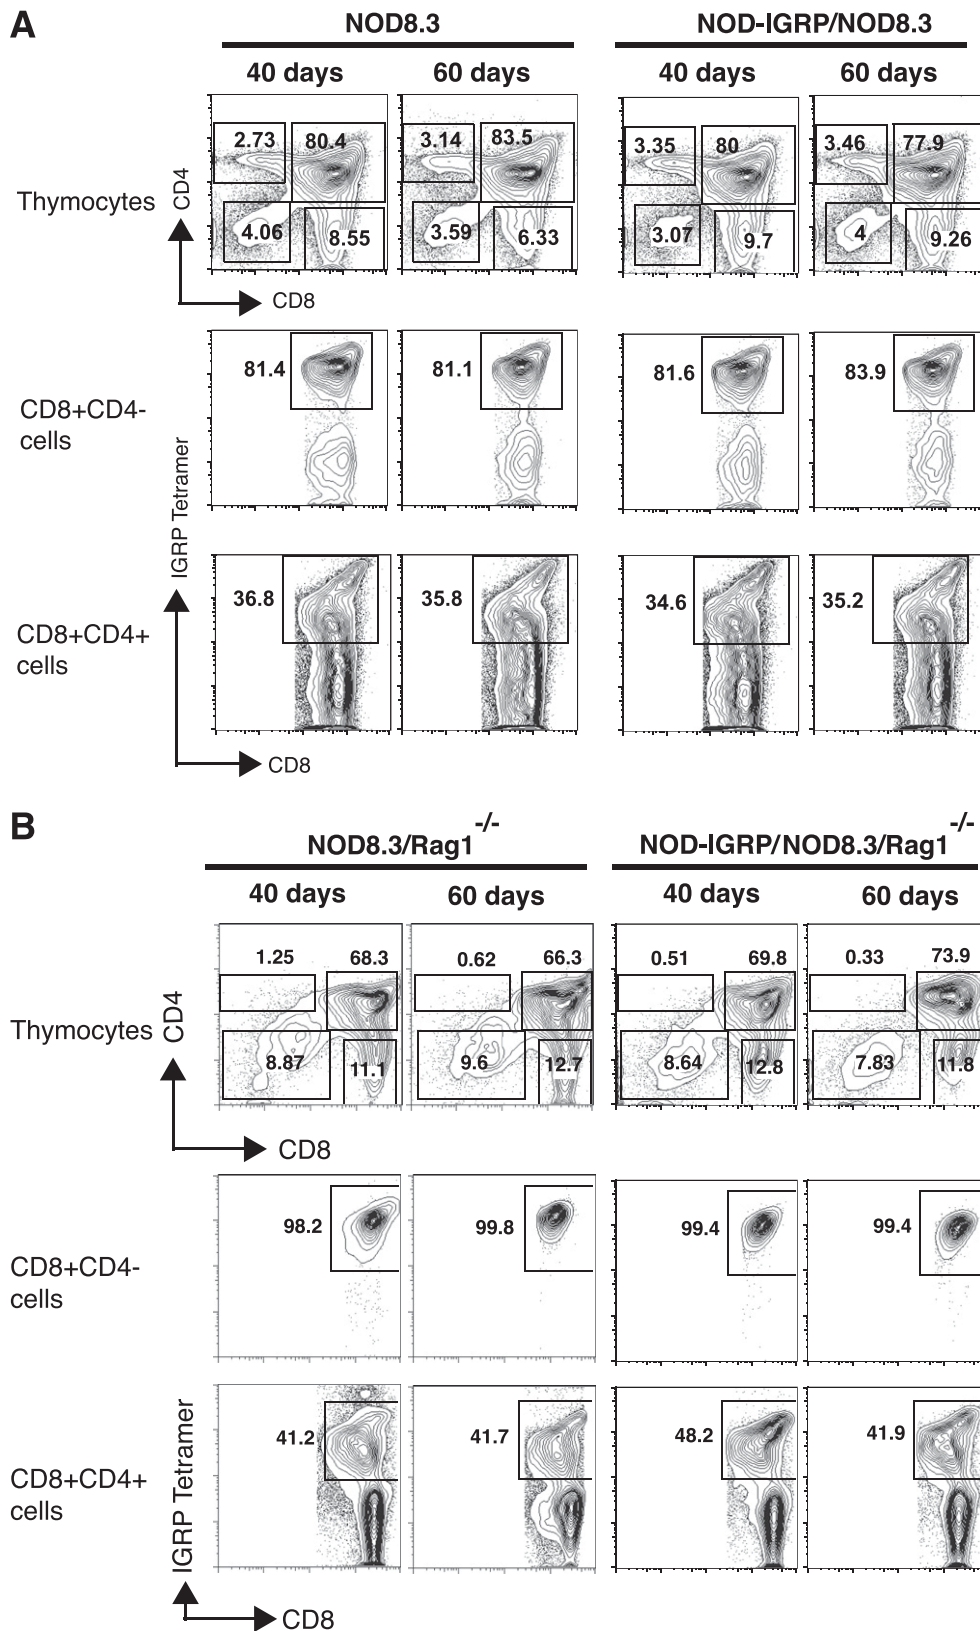 A
NOD8.3
NOD-IGRP/NOD8.3
40 days
60 days
40 days
60 days
2.73
80.4
3.14
83.5
3.35
80
3.46
77.9
Thymocytes
CD4
4.06
8.55
3.59
6.33
3.07
9.7
4
9.26
CD8
81.4
81.1
81.6
83.9
CD8+CD4-
cells
IGRP Tetramer
36.8
35.8
34.6
35.2
CD8+CD4+
cells
CD8
B
NOD8.3/Rag1-/-
NOD-IGRP/NOD8.3/Rag1-/-
40 days
60 days
40 days
60 days
1.25
68.3
0.62
66.3
0.51
69.8
0.33
73.9
Thymocytes
CD4
8.87
11.1
9.6
12.7
8.64
12.8
7.83
11.8
CD8
98.2
99.8
99.4
99.4
CD8+CD4-
cells
41.2
41.7
48.2
41.9
CD8+CD4+
cells
IGRP Tetramer
CD8